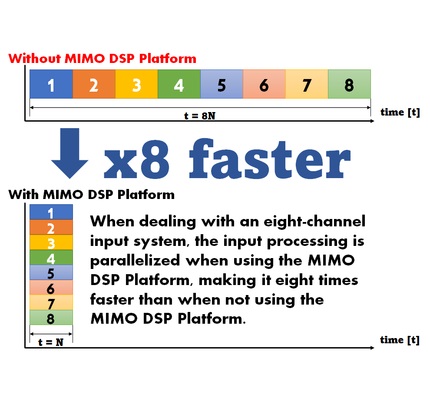 Without MIMO DSP Platform
1 2 3 4 5 6 7 8
t = 8N
time [t]
x8 faster
With MIMO DSP Platform
1
2
3
4
5
6
7
8
When dealing with an eight-channel
input system, the input processing is
parallelized when using the MIMO
DSP Platform, making it eight times
faster than when not using the
MIMO DSP Platform.
t = N
time [t]